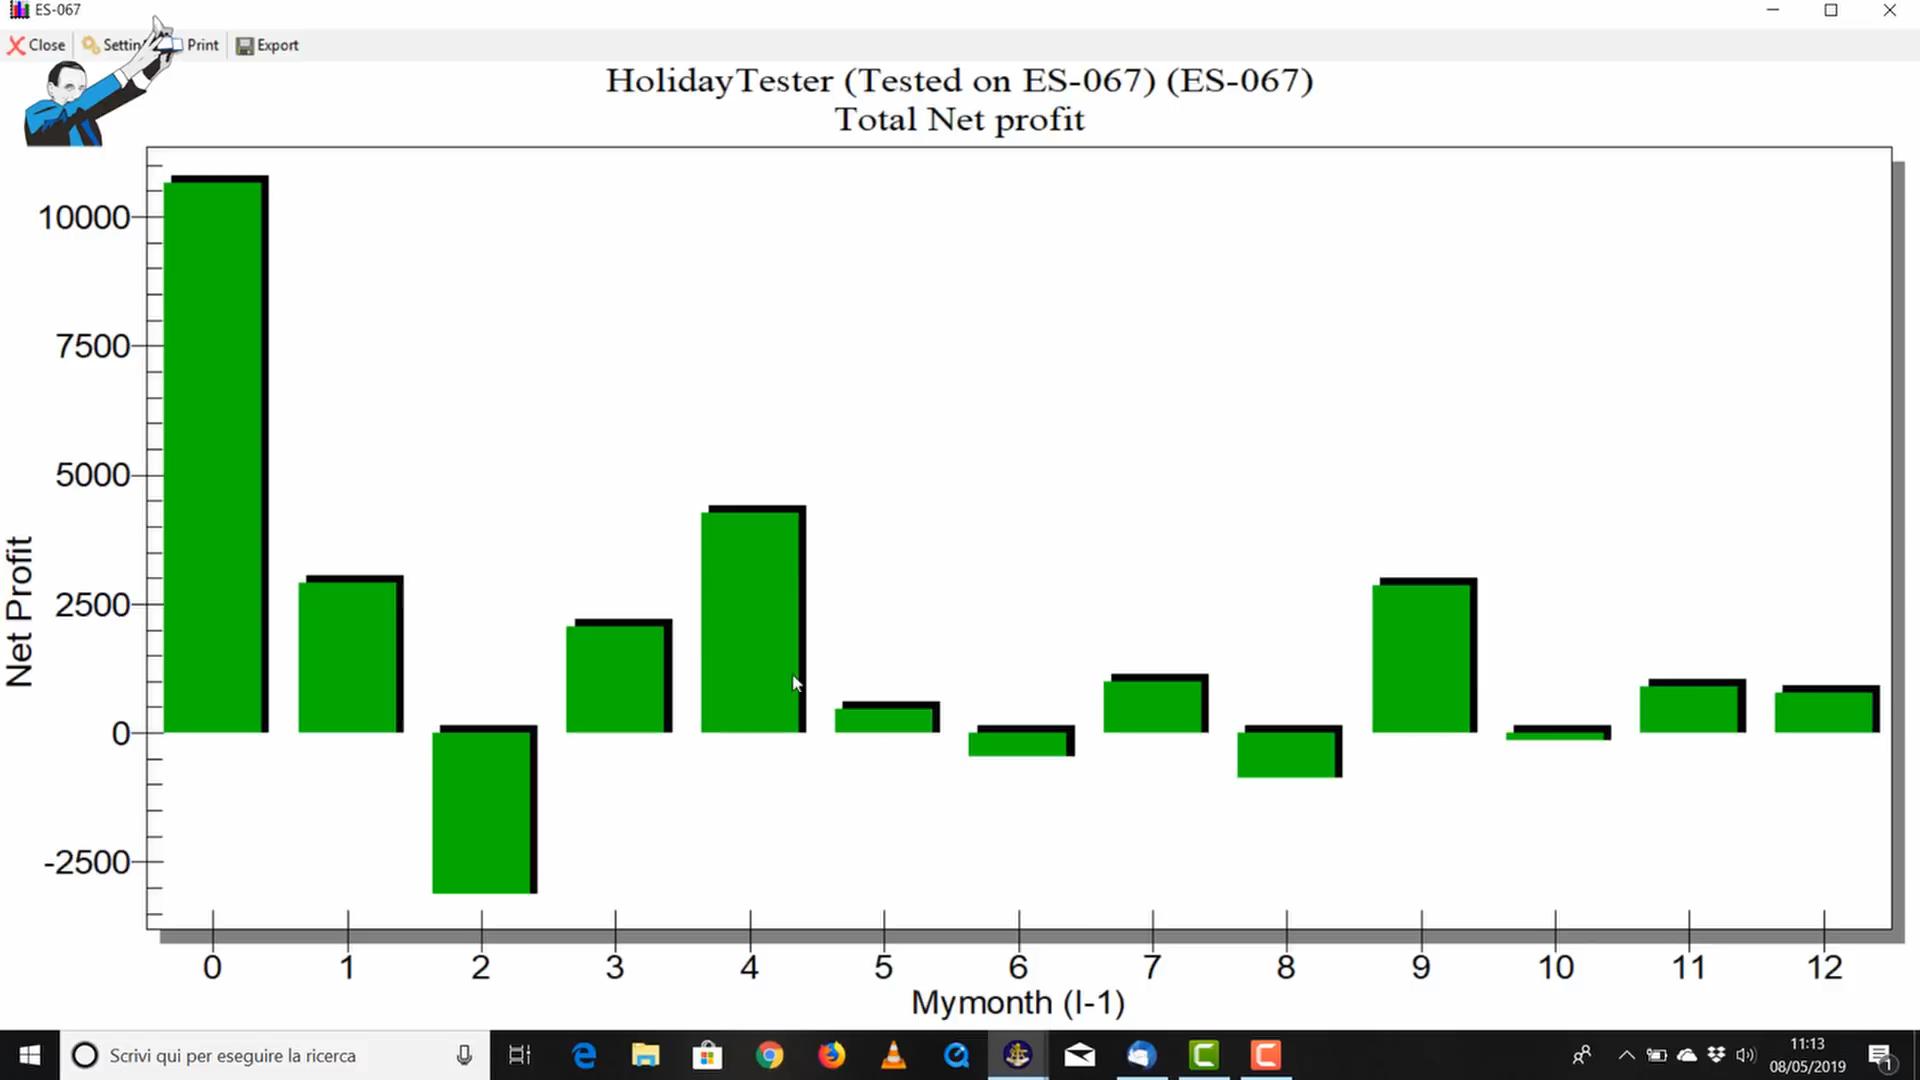 ES-067
Close Settin Print Export
HolidayTester (Tested on ES-067) (ES-067)
Total Net profit
10000
7500
5000
2500
0
-2500
Net Profit
0 1 2 3 4 5 6 7 8 9 10 11 12
Mymonth (I-1)
Scrivi qui per eseguire la ricerca
11:13
08/05/2019
1